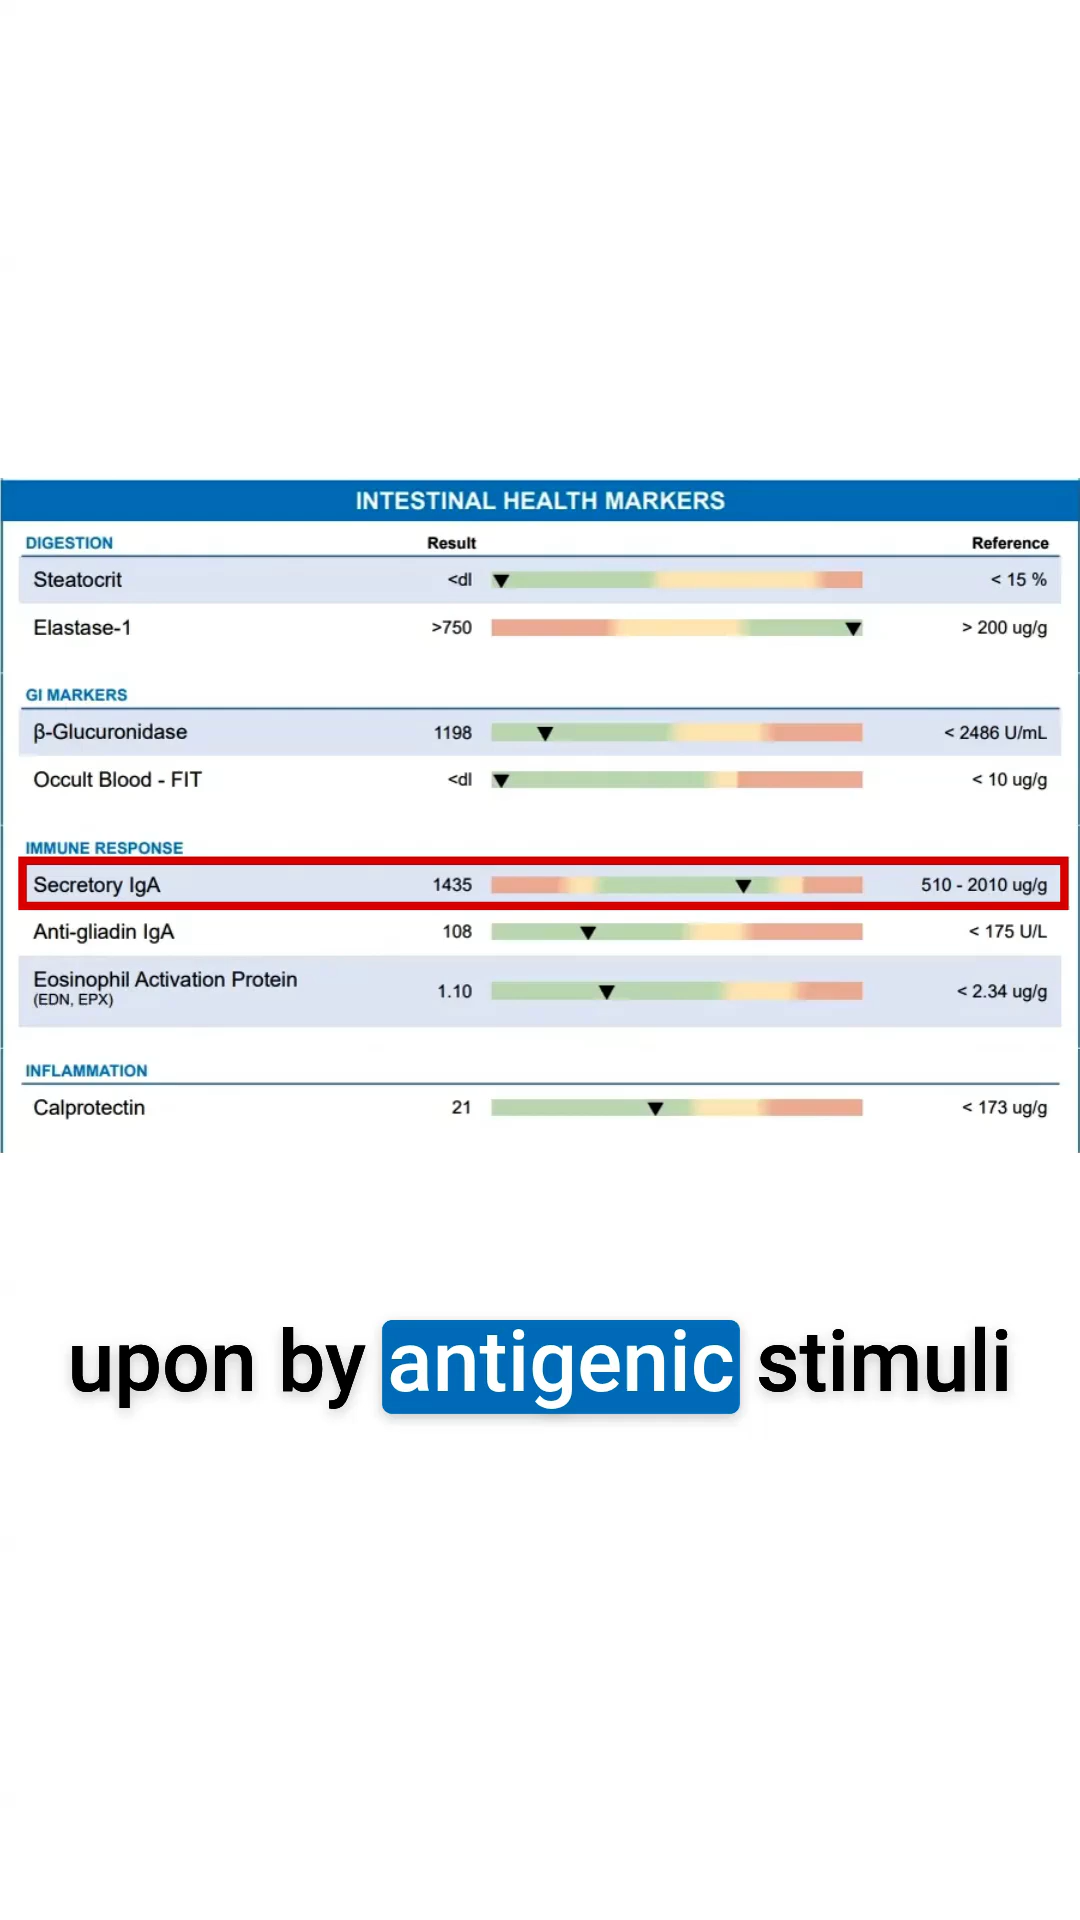 INTESTINAL HEALTH MARKERS
DIGESTION Result Reference
Steatocrit <dl < 15 %
Elastase-1 >750 > 200 ug/g
GI MARKERS
β-Glucuronidase 1198 < 2486 U/mL
Occult Blood - FIT <dl < 10 ug/g
IMMUNE RESPONSE
Secretory IgA 1435 510 - 2010 ug/g
Anti-gliadin IgA 108 < 175 U/L
Eosinophil Activation Protein
(EDN, EPX) 1.10 < 2.34 ug/g
INFLAMMATION
Calprotectin 21 < 173 ug/g
upon by antigenic stimuli